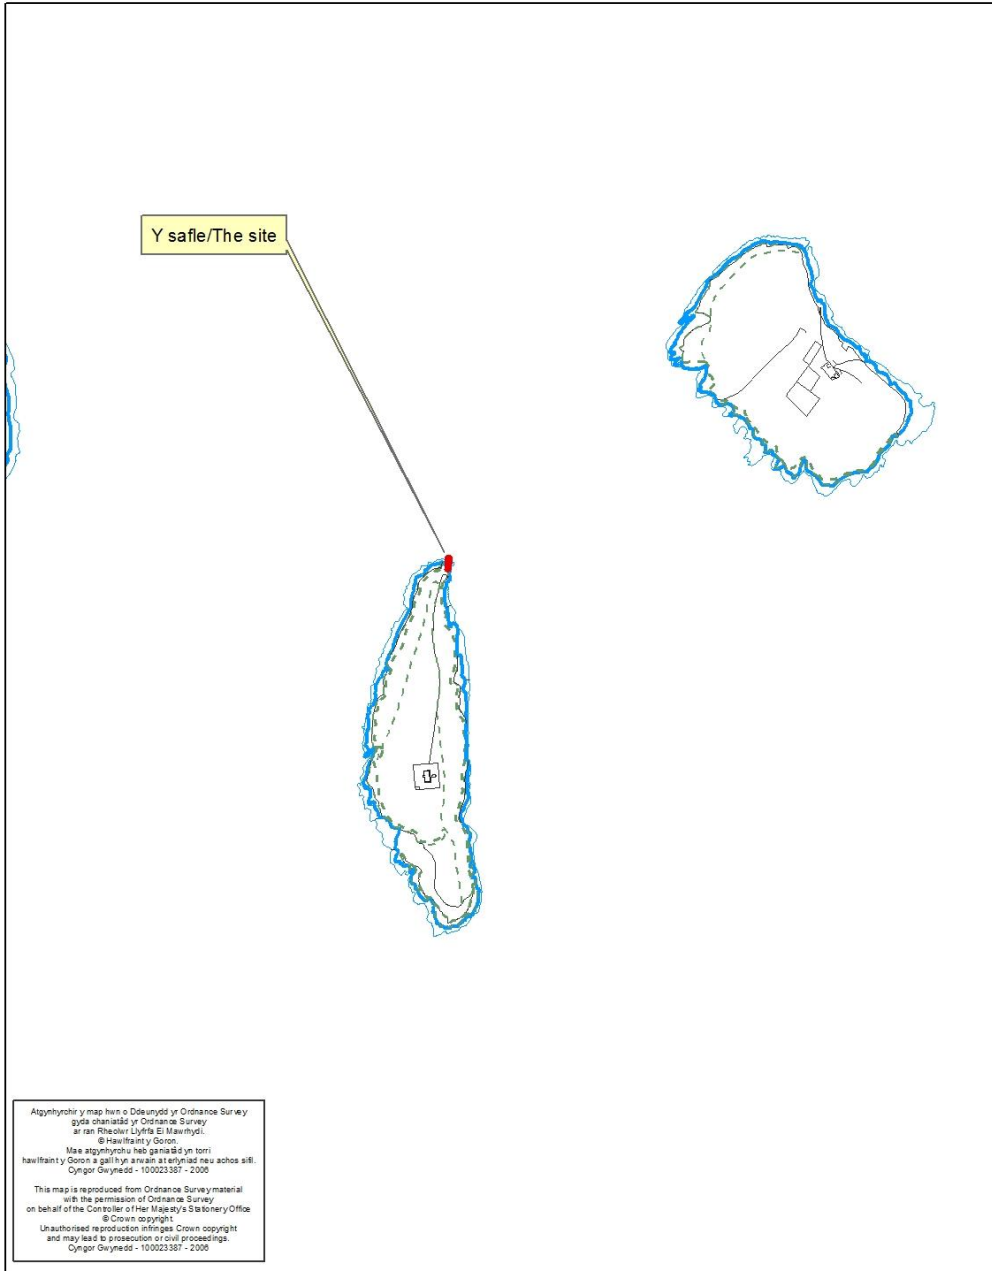 Y safle/The site
Atgynhyrchir y map hwn o Ddeunydd yr Ordnance Survey
gyda chaniatâd yr Ordnance Survey
ar ran Rheolwr Llyfrfa Ei Mawrhydi.
© Hawlfraint y Goron.
Mae atgynhyrchu heb ganiatâd yn torri
hawlfraint y Goron a gall hyn arwain at erlyniad neu achos sifil.
Cyngor Gwynedd - 100023387 - 2006
This map is reproduced from Ordnance Survey material
with the permission of Ordnance Survey
on behalf of the Controller of Her Majesty's Stationery Office
© Crown copyright.
Unauthorised reproduction infringes Crown copyright
and may lead to prosecution or civil proceedings.
Cyngor Gwynedd - 100023387 - 2006